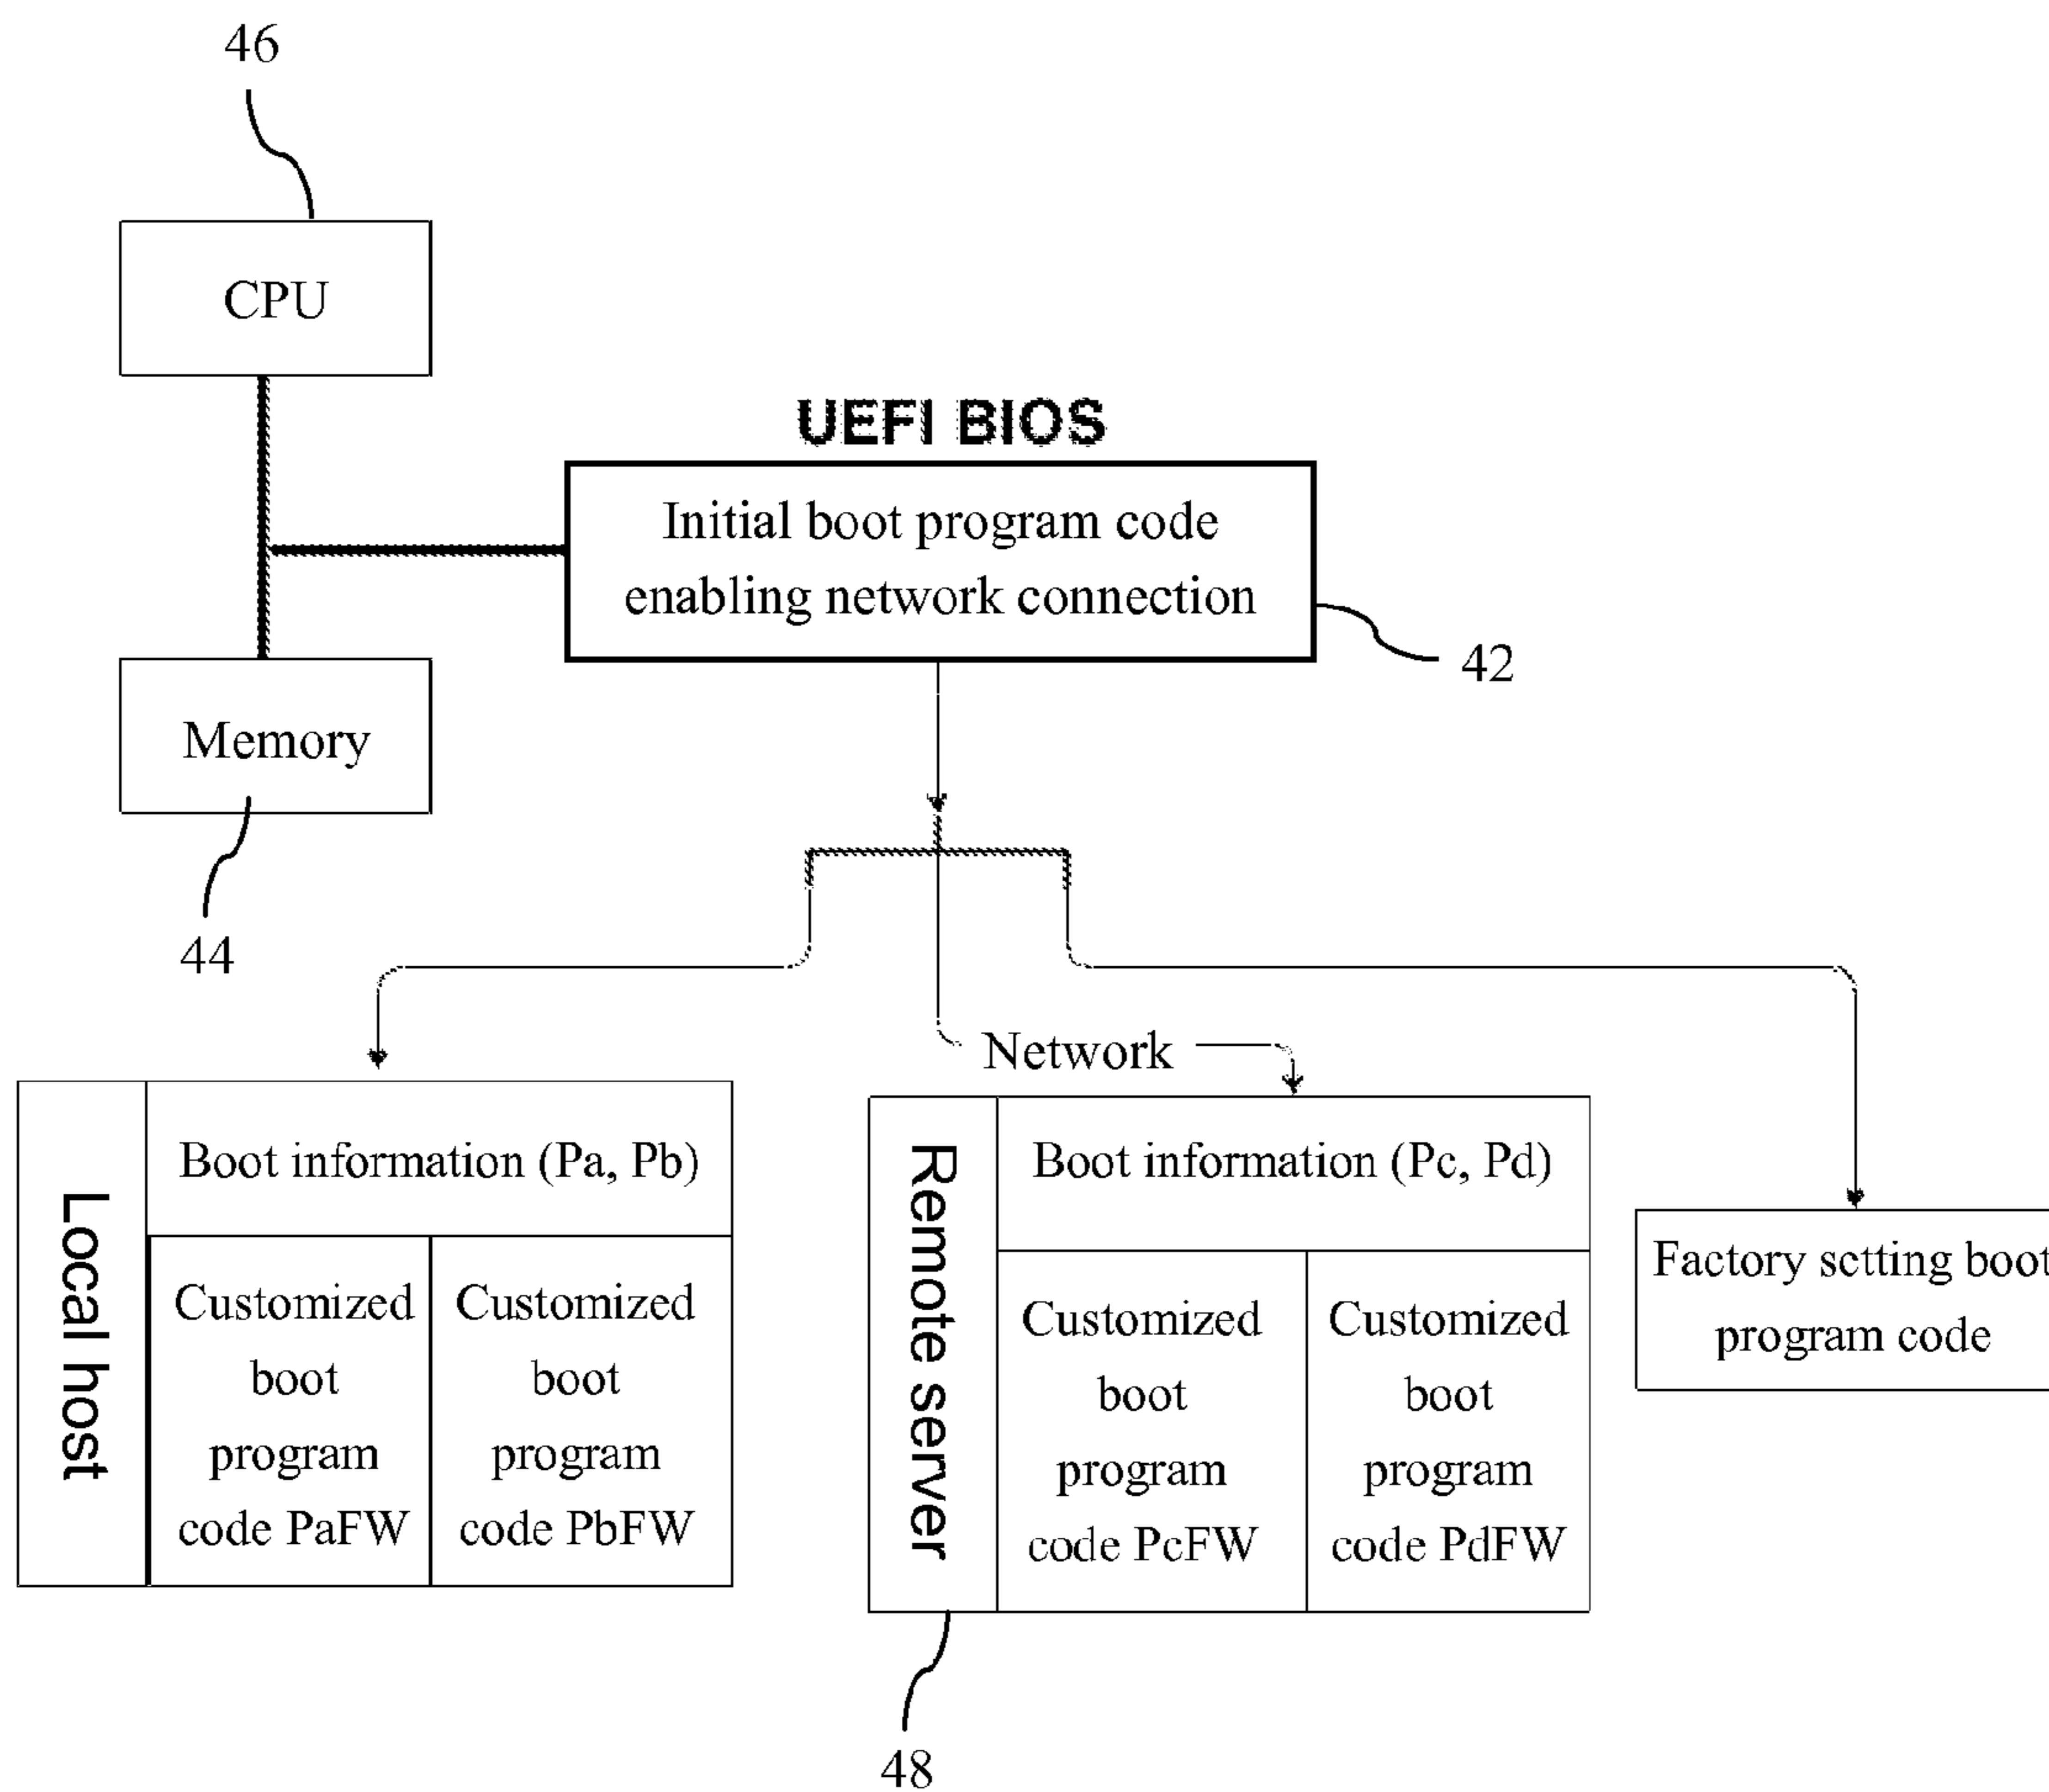 46
CPU
UEFI BIOS
Initial boot program code
enabling network connection
42
Memory
44
Network
Local host
Boot information (Pa, Pb)
Customized
boot
program
code PaFW
Customized
boot
program
code PbFW
Remote server
Boot information (Pc, Pd)
Customized
boot
program
code PcFW
Customized
boot
program
code PdFW
Factory setting boot
program code
48